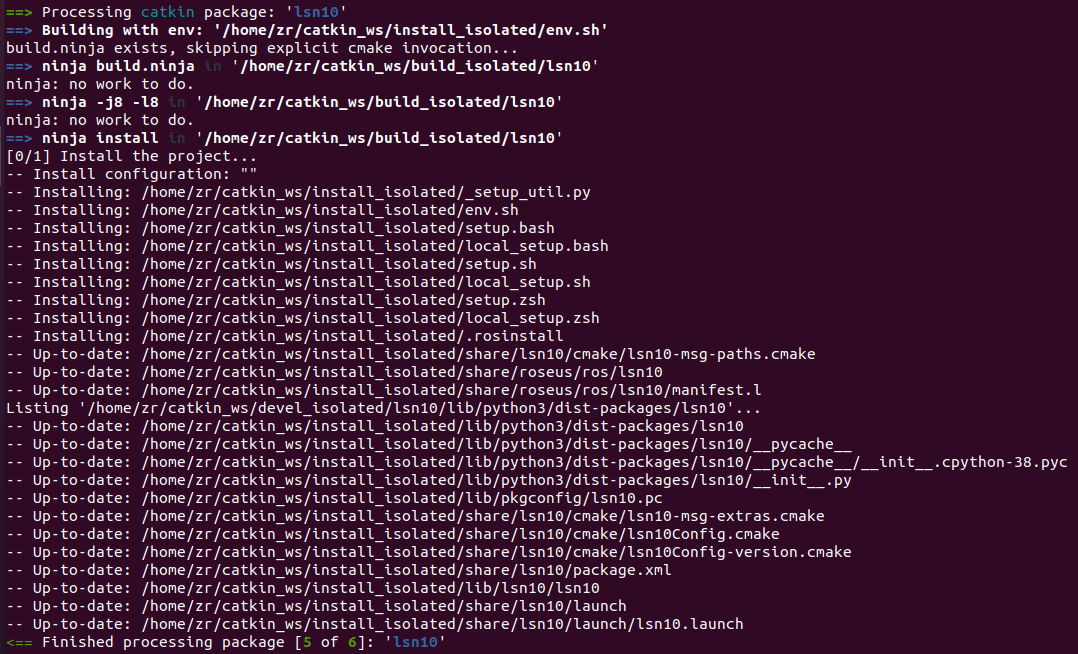 ==> Processing catkin package: 'lsn10'
==> Building with env: '/home/zr/catkin_ws/install_isolated/env.sh'
build.ninja exists, skipping explicit cmake invocation...
==> ninja build.ninja in '/home/zr/catkin_ws/build_isolated/lsn10'
ninja: no work to do.
==> ninja -j8 -l8 in '/home/zr/catkin_ws/build_isolated/lsn10'
ninja: no work to do.
==> ninja install in '/home/zr/catkin_ws/build_isolated/lsn10'
[0/1] Install the project...
-- Install configuration: ""
-- Installing: /home/zr/catkin_ws/install_isolated/_setup_util.py
-- Installing: /home/zr/catkin_ws/install_isolated/env.sh
-- Installing: /home/zr/catkin_ws/install_isolated/setup.bash
-- Installing: /home/zr/catkin_ws/install_isolated/local_setup.bash
-- Installing: /home/zr/catkin_ws/install_isolated/setup.sh
-- Installing: /home/zr/catkin_ws/install_isolated/local_setup.sh
-- Installing: /home/zr/catkin_ws/install_isolated/setup.zsh
-- Installing: /home/zr/catkin_ws/install_isolated/local_setup.zsh
-- Installing: /home/zr/catkin_ws/install_isolated/.rosinstall
-- Up-to-date: /home/zr/catkin_ws/install_isolated/share/lsn10/cmake/lsn10-msg-paths.cmake
-- Up-to-date: /home/zr/catkin_ws/install_isolated/share/roseus/ros/lsn10
-- Up-to-date: /home/zr/catkin_ws/install_isolated/share/roseus/ros/lsn10/manifest.l
Listing '/home/zr/catkin_ws/devel_isolated/lsn10/lib/python3/dist-packages/lsn10'...
-- Up-to-date: /home/zr/catkin_ws/install_isolated/lib/python3/dist-packages/lsn10
-- Up-to-date: /home/zr/catkin_ws/install_isolated/lib/python3/dist-packages/lsn10/__pycache__
-- Up-to-date: /home/zr/catkin_ws/install_isolated/lib/python3/dist-packages/lsn10/__pycache__/__init__.cpython-38.pyc
-- Up-to-date: /home/zr/catkin_ws/install_isolated/lib/python3/dist-packages/lsn10/__init__.py
-- Up-to-date: /home/zr/catkin_ws/install_isolated/lib/pkgconfig/lsn10.pc
-- Up-to-date: /home/zr/catkin_ws/install_isolated/share/lsn10/cmake/lsn10-msg-extras.cmake
-- Up-to-date: /home/zr/catkin_ws/install_isolated/share/lsn10/cmake/lsn10Config.cmake
-- Up-to-date: /home/zr/catkin_ws/install_isolated/share/lsn10/cmake/lsn10Config-version.cmake
-- Up-to-date: /home/zr/catkin_ws/install_isolated/share/lsn10/package.xml
-- Up-to-date: /home/zr/catkin_ws/install_isolated/lib/lsn10/lsn10
-- Up-to-date: /home/zr/catkin_ws/install_isolated/share/lsn10/launch
-- Up-to-date: /home/zr/catkin_ws/install_isolated/share/lsn10/launch/lsn10.launch
<== Finished processing package [5 of 6]: 'lsn10'